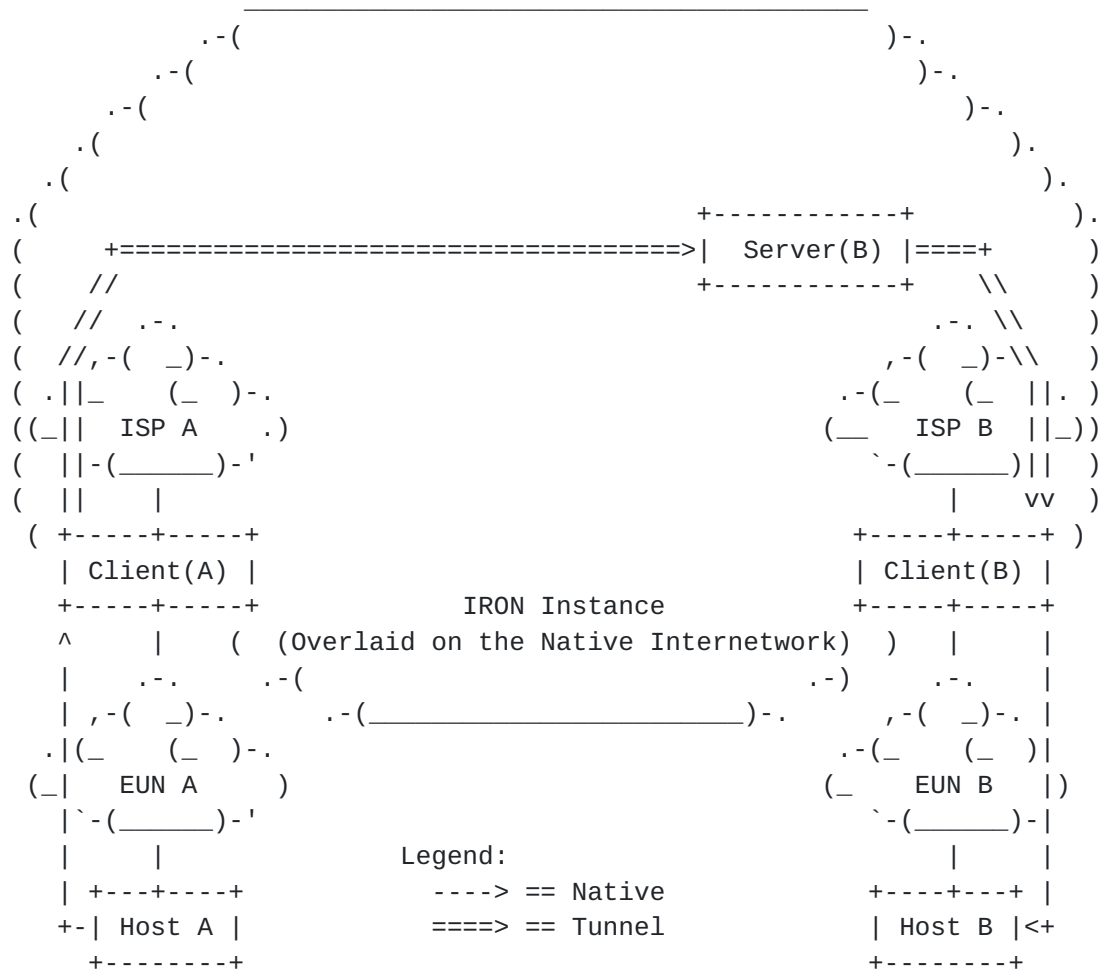 Server(B)
ISP A ISP B
Client(A) Client(B)
IRON Instance
(Overlaid on the Native Internetwork)
EUN A EUN B
Legend:
----> == Native
====> == Tunnel
Host A Host B